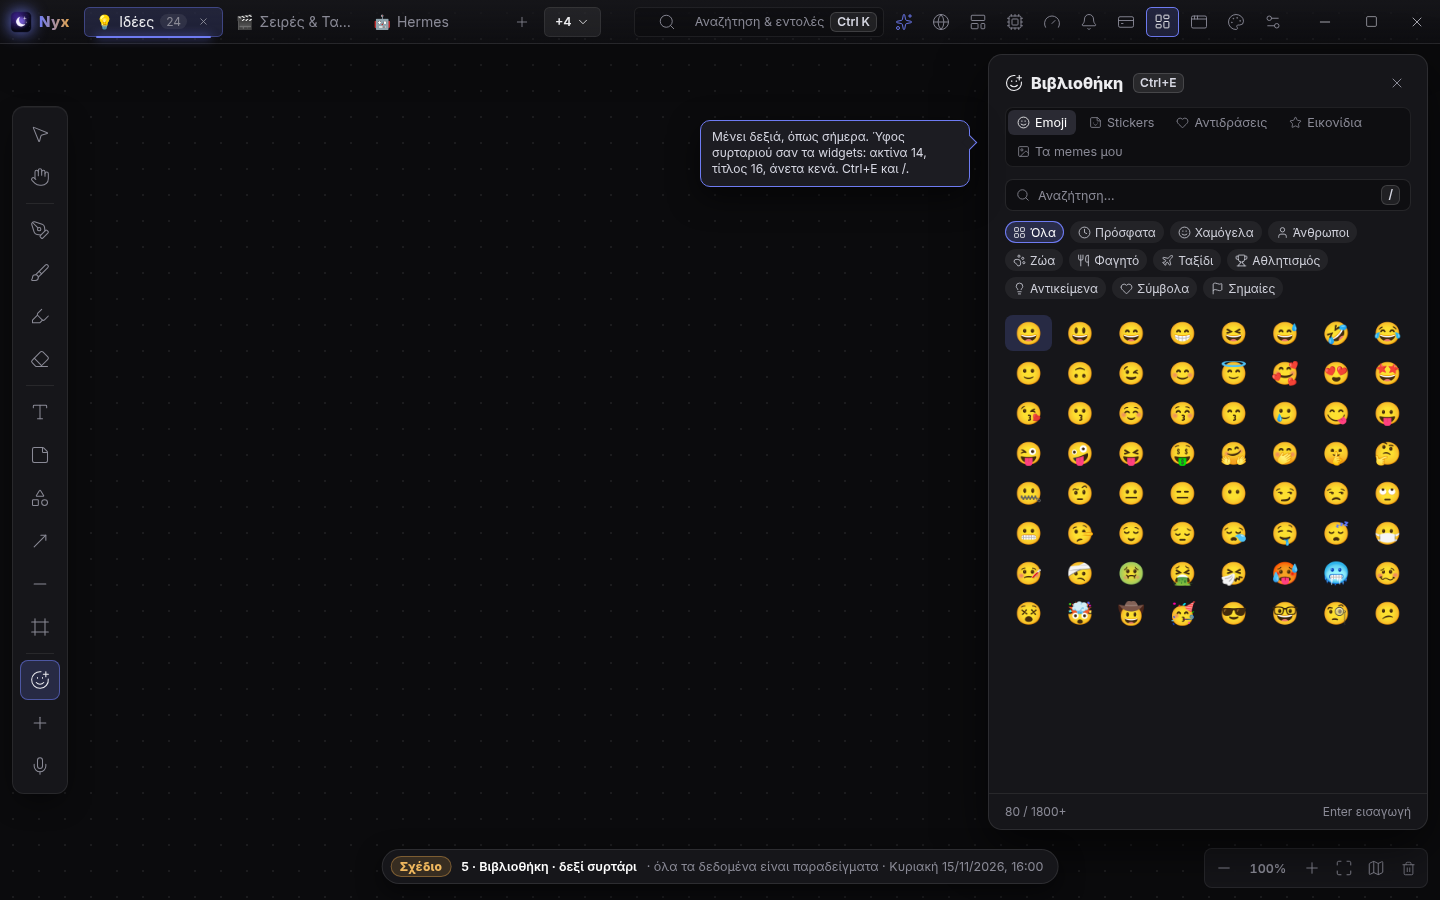 Nyx
Ιδέες 24
Σειρές & Τα...
Hermes
+4
Αναζήτηση & εντολές Ctrl K
Βιβλιοθήκη Ctrl+E
Emoji Stickers Αντιδράσεις Εικονίδια
Τα memes μου
Μένει δεξιά, όπως σήμερα. Ύφος
συρταριού σαν τα widgets: ακτίνα 14,
τίτλος 16, άνετα κενά. Ctrl+E και /.
Αναζήτηση... /
Όλα Πρόσφατα Χαμόγελα Άνθρωποι
Ζώα Φαγητό Ταξίδι Αθλητισμός
Αντικείμενα Σύμβολα Σημαίες
80 / 1800+ Enter εισαγωγή
Σχέδιο 5 · Βιβλιοθήκη · δεξί συρτάρι · όλα τα δεδομένα είναι παραδείγματα · Κυριακή 15/11/2026, 16:00
100%